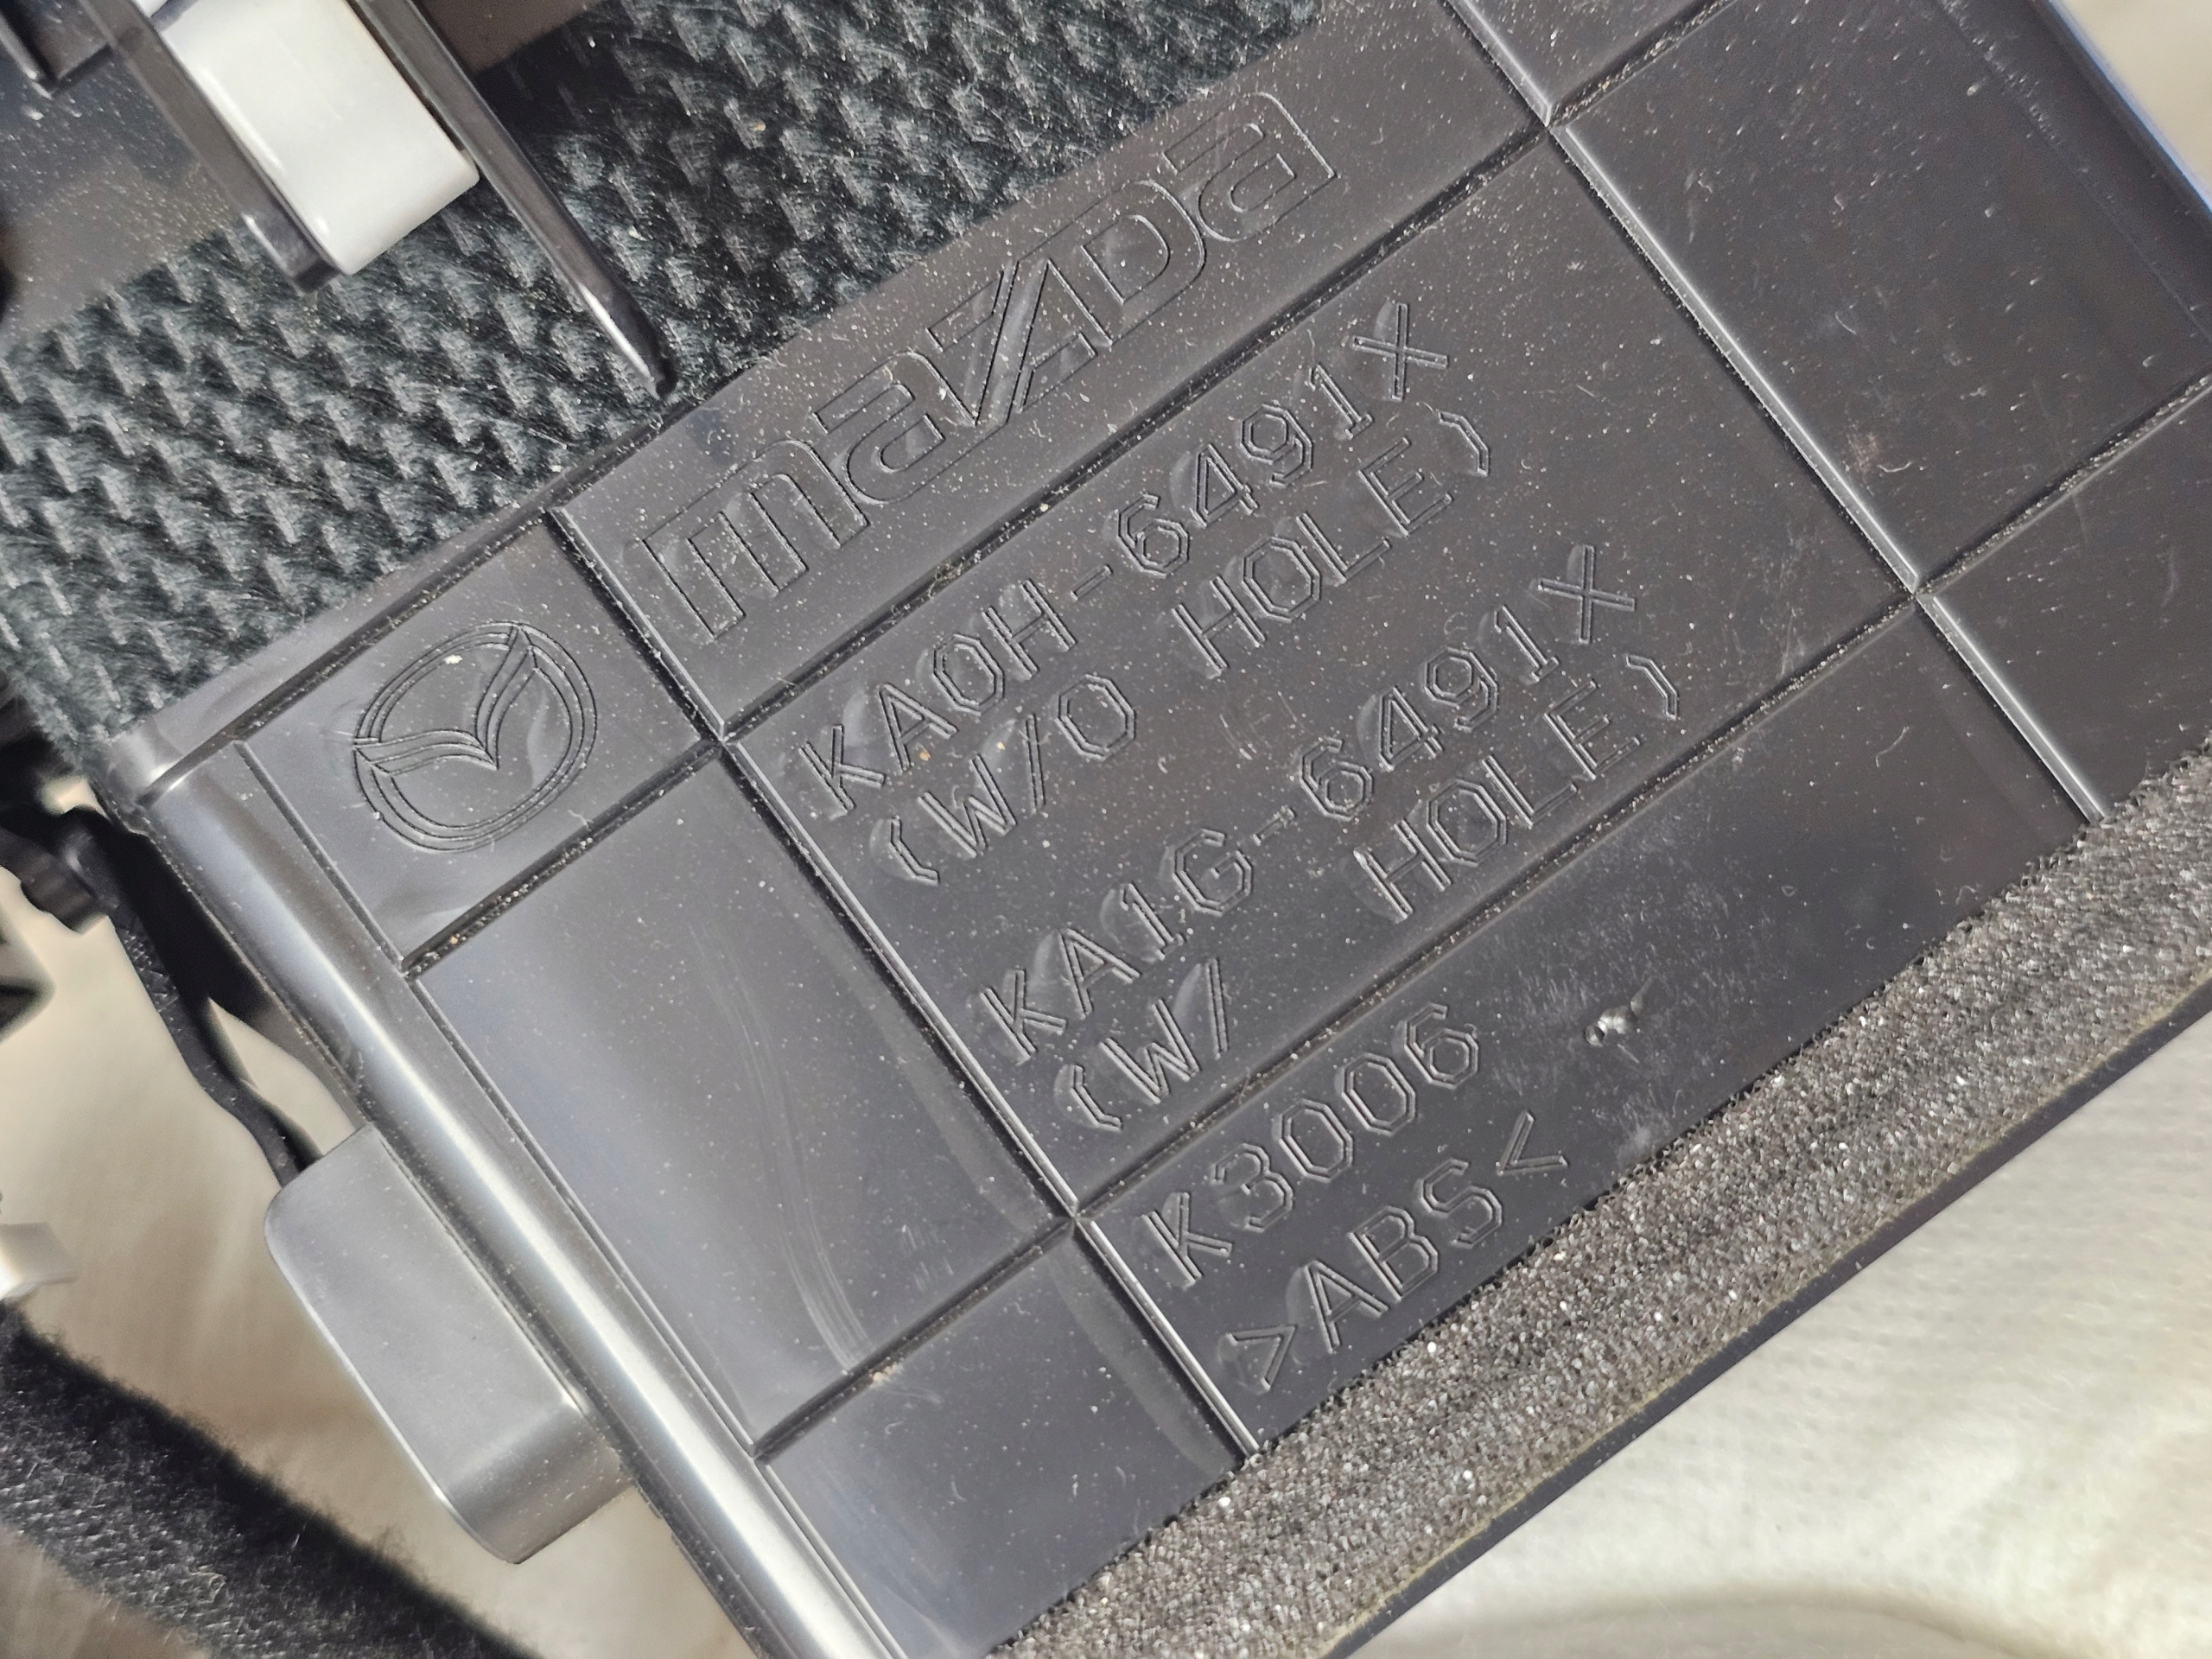 mazda
KA0H-6491X
(W/O HOLE)
KA1G-6491X
(W/ HOLE)
K3006
>ABS<